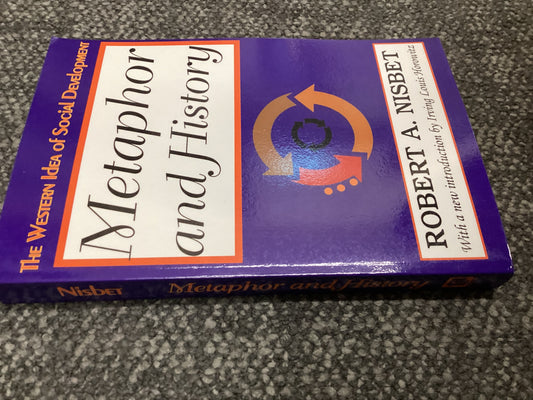 THE WESTERN IDEA OF SOCIAL DEVELOPMENT
Metaphor
and History
ROBERT A. NISBET
With a new introduction by Irving Louis Horowitz
NISBET Metaphor and History